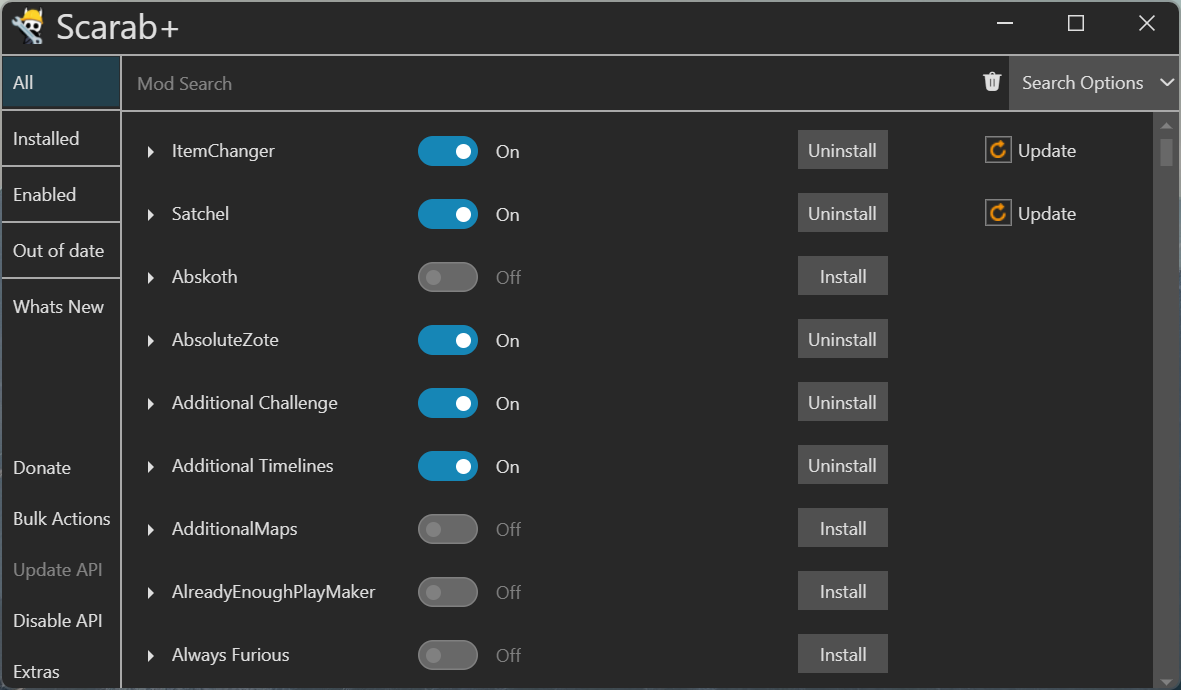 Scarab+
All
Mod Search
Search Options
Installed
Enabled
Out of date
Whats New
Donate
Bulk Actions
Update API
Disable API
Extras
ItemChanger On Uninstall Update
Satchel On Uninstall Update
Abskoth Off Install
AbsoluteZote On Uninstall
Additional Challenge On Uninstall
Additional Timelines On Uninstall
AdditionalMaps Off Install
AlreadyEnoughPlayMaker Off Install
Always Furious Off Install